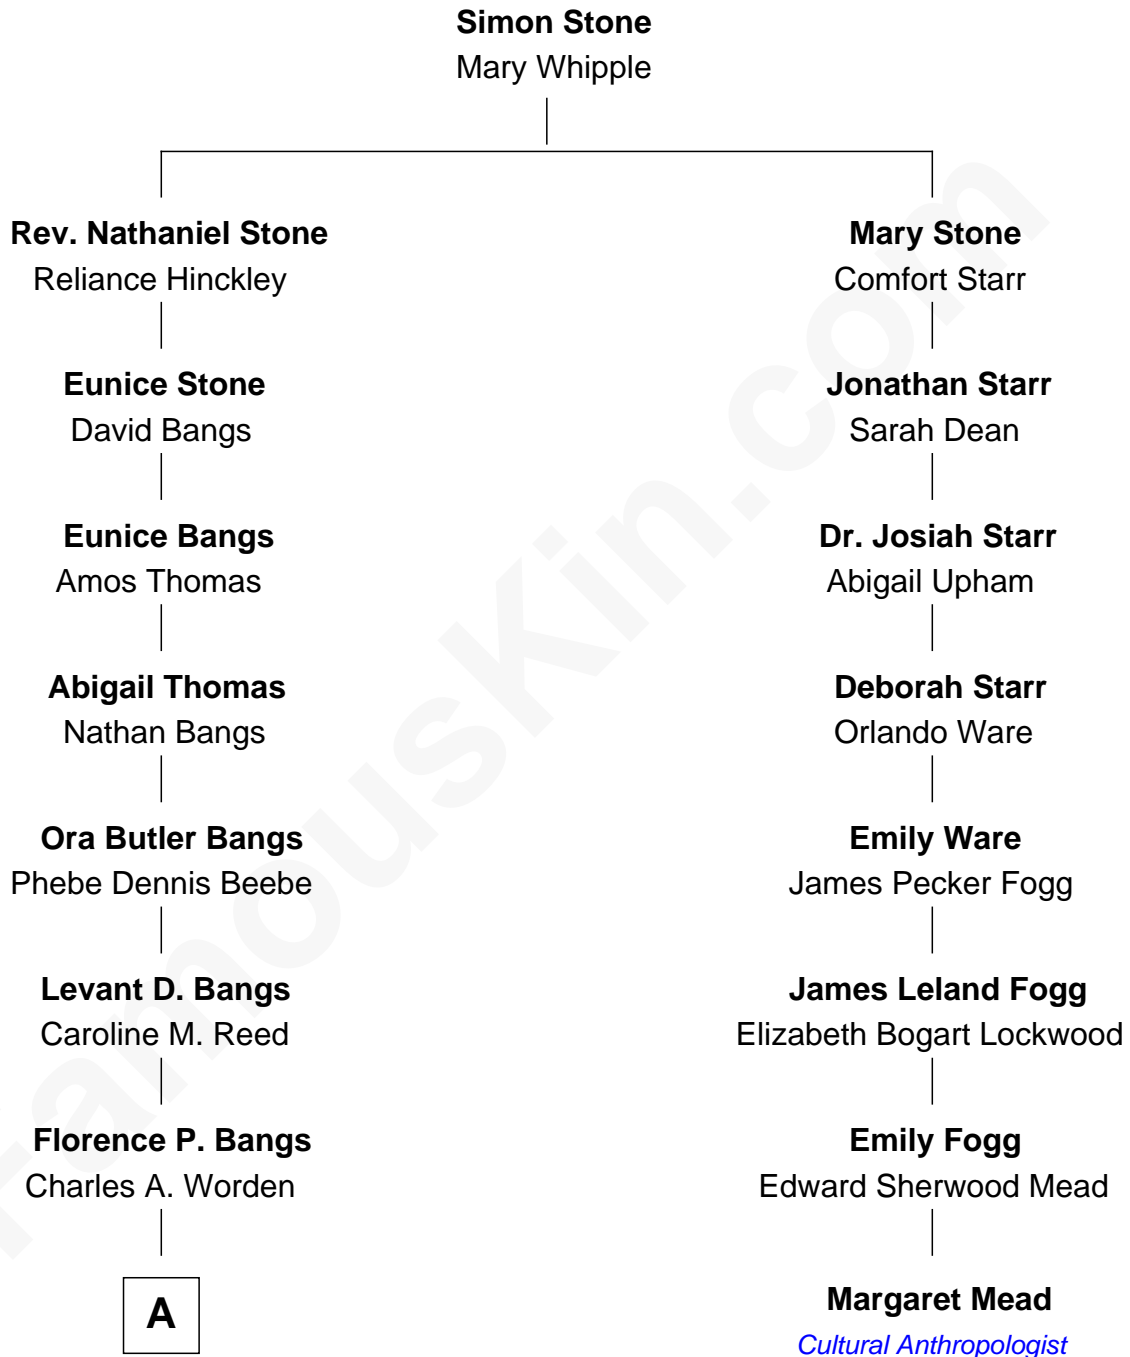 Simon Stone
Mary Whipple
Rev. Nathaniel Stone
Reliance Hinckley
Mary Stone
Comfort Starr
Eunice Stone
David Bangs
Jonathan Starr
Sarah Dean
Eunice Bangs
Amos Thomas
Dr. Josiah Starr
Abigail Upham
Abigail Thomas
Nathan Bangs
Deborah Starr
Orlando Ware
Ora Butler Bangs
Phebe Dennis Beebe
Emily Ware
James Pecker Fogg
Levant D. Bangs
Caroline M. Reed
James Leland Fogg
Elizabeth Bogart Lockwood
Florence P. Bangs
Charles A. Worden
Emily Fogg
Edward Sherwood Mead
A
Margaret Mead
Cultural Anthropologist
FamousKin.com